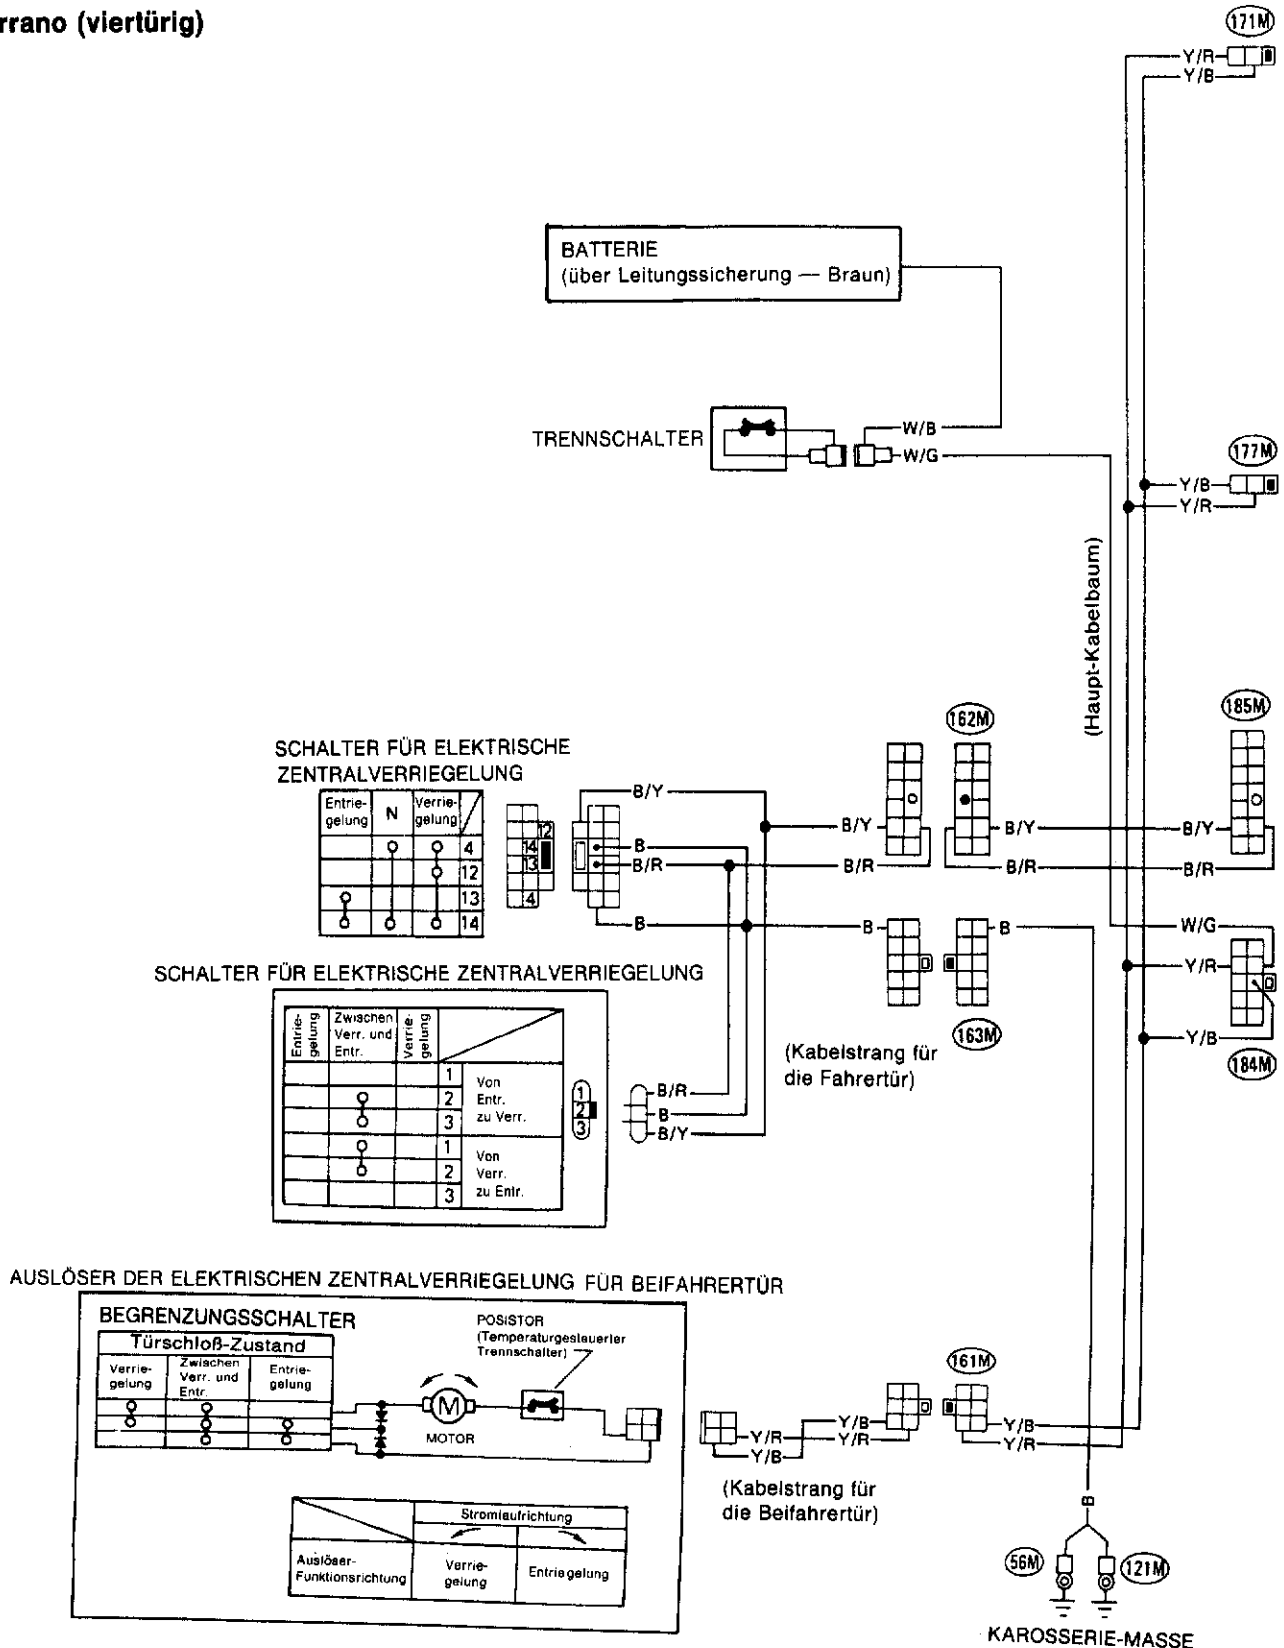 rrano (viertürig)
171M
Y/R
Y/B
BATTERIE
(über Leitungssicherung — Braun)
TRENNSCHALTER
W/B
W/G
177M
Y/B
Y/R
(Haupt-Kabelbaum)
SCHALTER FÜR ELEKTRISCHE
ZENTRALVERRIEGELUNG
Entrie-
gelung
N
Verrie-
gelung
4
12
13
14
12
14
13
4
B/Y
B
B/R
B
162M
185M
B/Y
B/R
B/Y
B/R
B/Y
B/R
B
B
163M
W/G
Y/R
Y/B
184M
(Kabelstrang für
die Fahrertür)
SCHALTER FÜR ELEKTRISCHE ZENTRALVERRIEGELUNG
Entrie-
gelung
Zwischen
Verr. und
Entr.
Verrie-
gelung
1
2
3
Von
Entr.
zu Verr.
1
2
3
Von
Verr.
zu Entr.
1
2
3
B/R
B
B/Y
AUSLÖSER DER ELEKTRISCHEN ZENTRALVERRIEGELUNG FÜR BEIFAHRERTÜR
BEGRENZUNGSSCHALTER
Türschloß-Zustand
Verrie-
gelung
Zwischen
Verr. und
Entr.
Entrie-
gelung
M
MOTOR
POSISTOR
(Temperaturgesteuerter
Trennschalter)
Y/R
Y/B
Y/B
Y/R
161M
Y/B
Y/R
(Kabelstrang für
die Beifahrertür)
Stromlaufrichtung
Auslöser-
Funktionsrichtung
Verrie-
gelung
Entriegelung
B
56M
121M
KAROSSERIE-MASSE